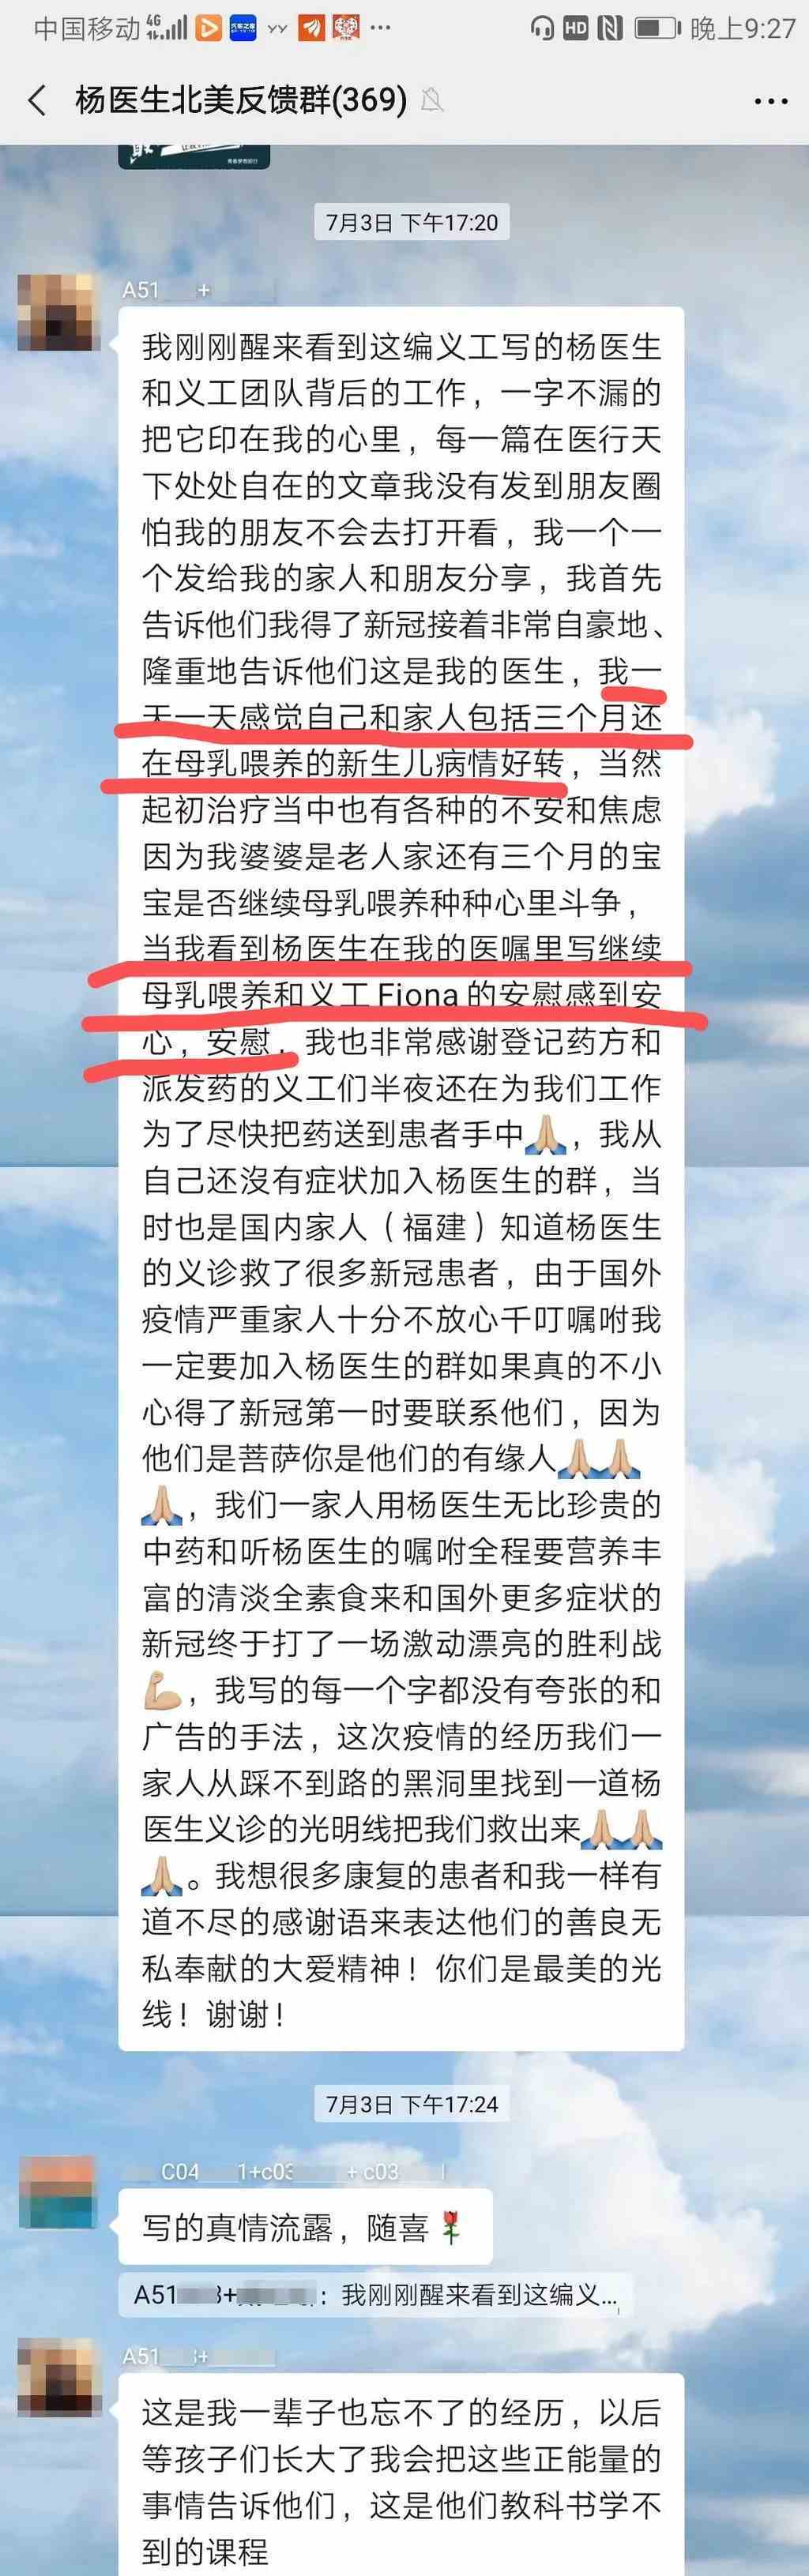 中国移动 4G HD 晚上9:27
杨医生北美反馈群(369)
7月3日 下午17:20
A51 +
我刚刚醒来看到这编义工写的杨医生
和义工团队背后的工作，一字不漏的
把它印在我的心里，每一篇在医行天
下处处自在的文章我没有发到朋友圈
怕我的朋友不会去打开看，我一个一
个发给我的家人和朋友分享，我首先
告诉他们我得了新冠接着非常自豪地、
隆重地告诉他们这是我的医生，我一
天一天感觉自己和家人包括三个月还
在母乳喂养的新生儿病情好转，当然
起初治疗当中也有各种的不安和焦虑
因为我婆婆是老人家还有三个月的宝
宝是否继续母乳喂养种种心里斗争，
当我看到杨医生在我的医嘱里写继续
母乳喂养和义工Fiona的安慰感到安
心，安慰，我也非常感谢登记药方和
派发药的义工们半夜还在为我们工作
为了尽快把药送到患者手中🙏🏼，我从
自己还沒有症状加入杨医生的群，当
时也是国内家人（福建）知道杨医生
的义诊救了很多新冠患者，由于国外
疫情严重家人十分不放心千叮嘱咐我
一定要加入杨医生的群如果真的不小
心得了新冠第一时要联系他们，因为
他们是菩萨你是他们的有缘人🙏🏼🙏🏼
🙏🏼，我们一家人用杨医生无比珍贵的
中药和听杨医生的嘱咐全程要营养丰
富的清淡全素食来和国外更多症状的
新冠终于打了一场激动漂亮的胜利战
💪🏼，我写的每一个字都没有夸张的和
广告的手法，这次疫情的经历我们一
家人从踩不到路的黑洞里找到一道杨
医生义诊的光明线把我们救出来🙏🏼🙏🏼
🙏🏼。我想很多康复的患者和我一样有
道不尽的感谢语来表达他们的善良无
私奉献的大爱精神！你们是最美的光
线！谢谢！
7月3日 下午17:24
C04 1+c03 + c03
写的真情流露，随喜🌹
A51 3+ ：我刚刚醒来看到这编义...
A51 +
这是我一辈子也忘不了的经历，以后
等孩子们长大了我会把这些正能量的
事情告诉他们，这是他们教科书学不
到的课程